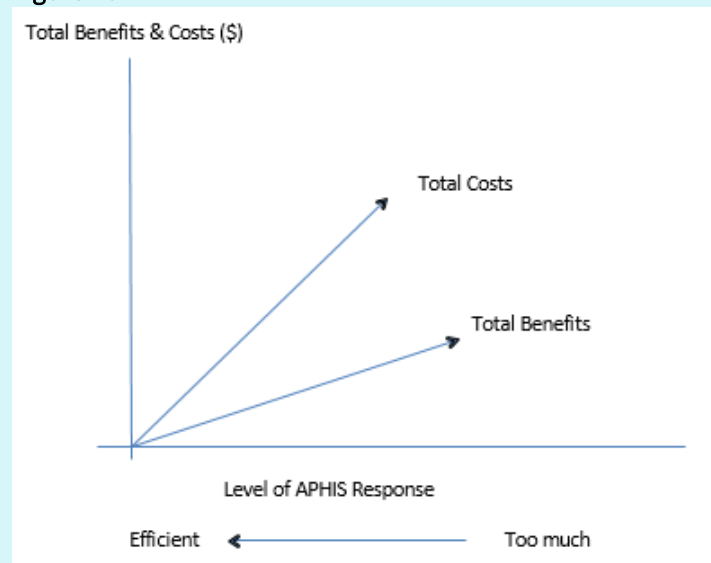 Total Benefits & Costs ($)
Total Costs
Total Benefits
Level of APHIS Response
Efficient
Too much